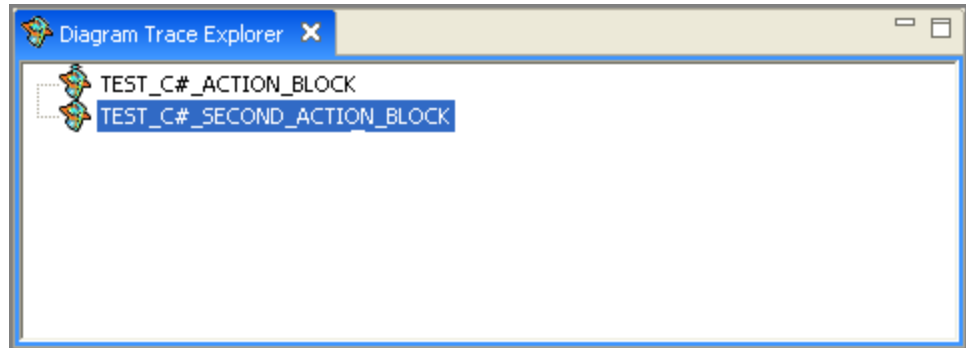 Diagram Trace Explorer
TEST_C#_ACTION_BLOCK
TEST_C#_SECOND_ACTION_BLOCK